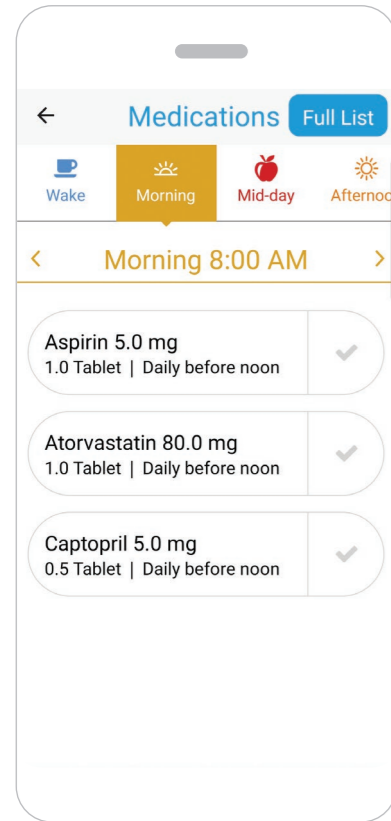 Medications
Full List
Wake
Morning
Mid-day
Afternoo
Morning 8:00 AM
Aspirin 5.0 mg
1.0 Tablet | Daily before noon
Atorvastatin 80.0 mg
1.0 Tablet | Daily before noon
Captopril 5.0 mg
0.5 Tablet | Daily before noon